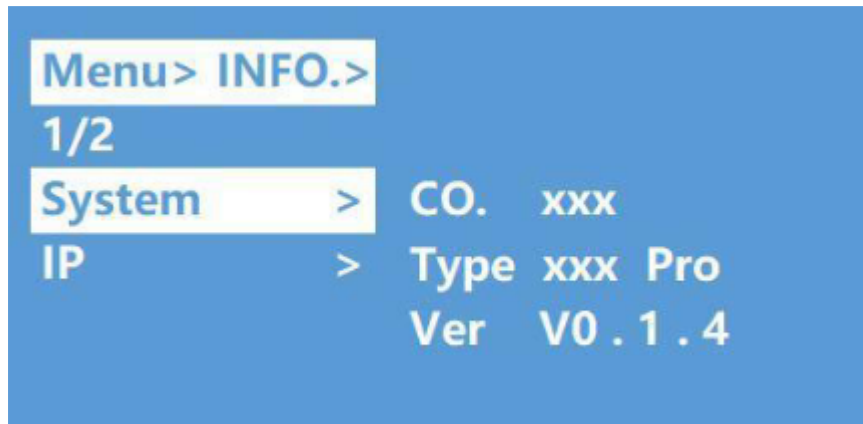 Menu> INFO.>
1/2
System > CO. xxx
IP > Type xxx Pro
Ver V0 . 1 . 4